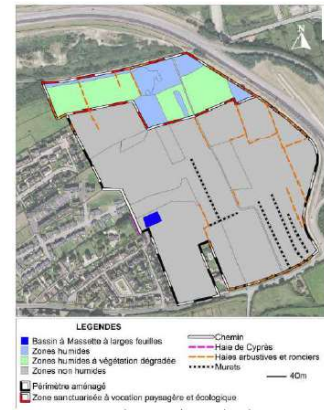 N
LEGENDES
Bassin à Massette à larges feuilles
Zones humides
Zones humides à végétation dégradée
Zones non humides
Périmètre aménagé
Zone sanctuarisée à vocation paysagère et écologique
Chemin
Haie de Cyprès
Haies arbustives et ronciers
Murets
40m